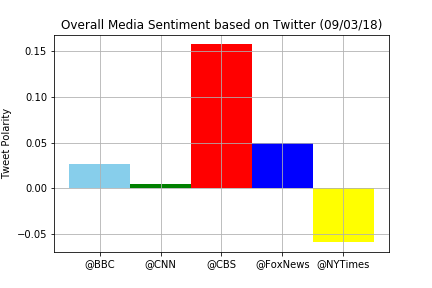 Overall Media Sentiment based on Twitter (09/03/18)
Tweet Polarity
0.15
0.10
0.05
0.00
−0.05
@BBC @CNN @CBS @FoxNews @NYTimes